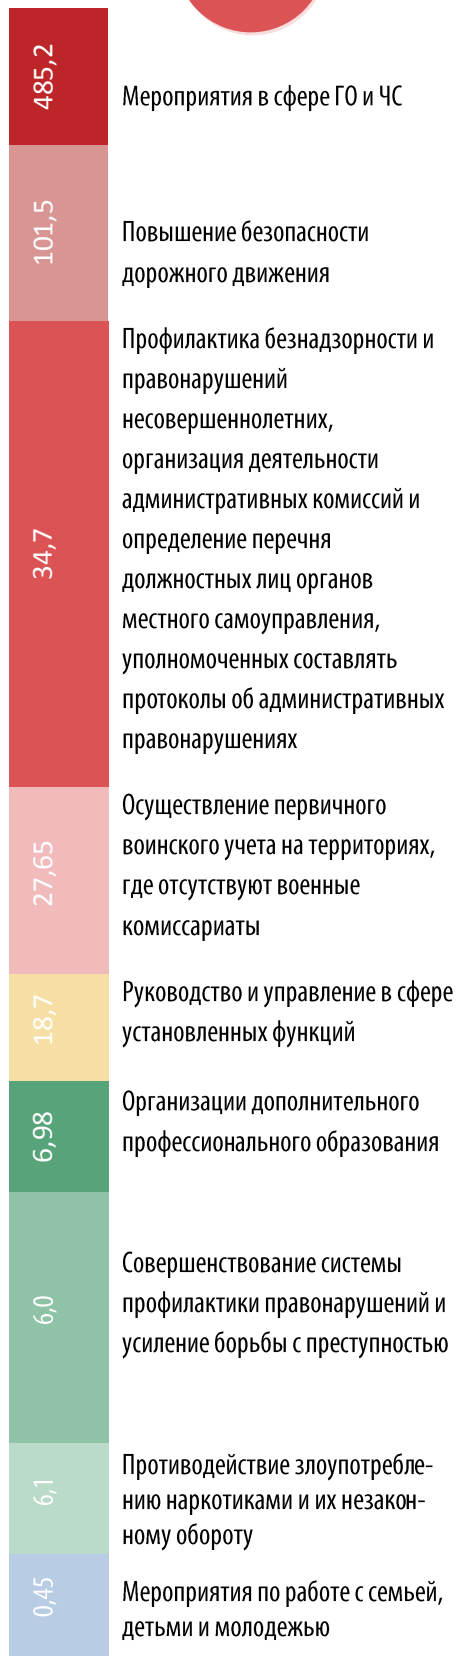 485,2
Мероприятия в сфере ГО и ЧС
101,5
Повышение безопасности
дорожного движения
34,7
Профилактика безнадзорности и
правонарушений
несовершеннолетних,
организация деятельности
административных комиссий и
определение перечня
должностных лиц органов
местного самоуправления,
уполномоченных составлять
протоколы об административных
правонарушениях
27,65
Осуществление первичного
воинского учета на территориях,
где отсутствуют военные
комиссариаты
18,7
Руководство и управление в сфере
установленных функций
6,98
Организации дополнительного
профессионального образования
6,0
Совершенствование системы
профилактики правонарушений и
усиление борьбы с преступностью
6,1
Противодействие злоупотребле-
нию наркотиками и их незакон-
ному обороту
0,45
Мероприятия по работе с семьей,
детьми и молодежью